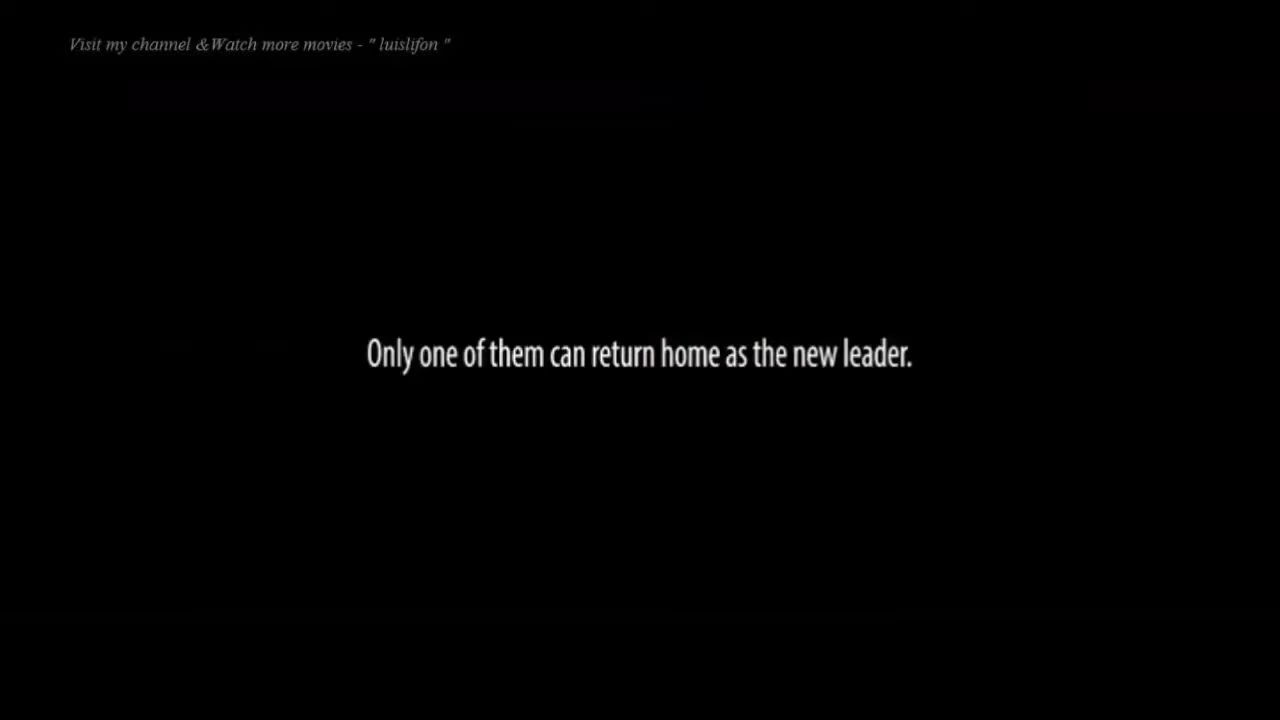 Visit my channel &Watch more movies - " luislifon "
Only one of them can return home as the new leader.